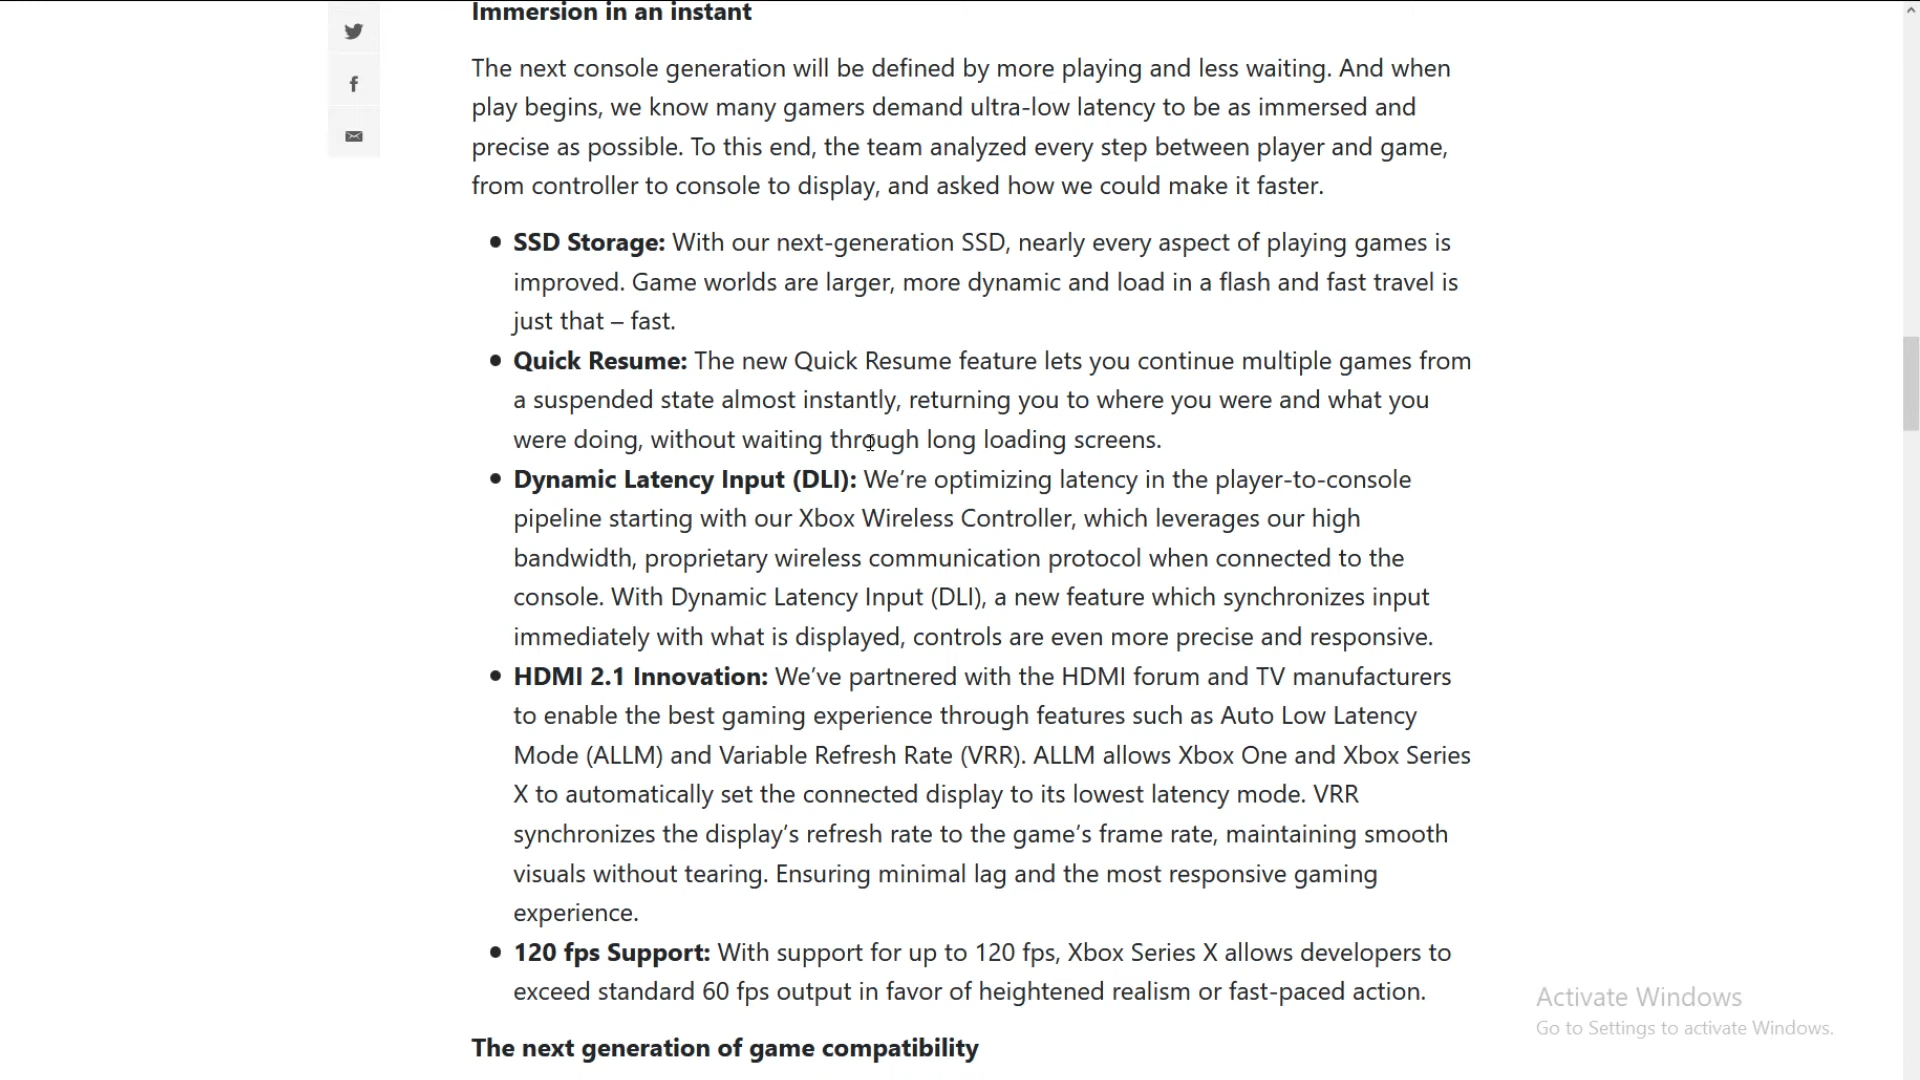 Immersion in an instant
The next console generation will be defined by more playing and less waiting. And when
play begins, we know many gamers demand ultra-low latency to be as immersed and
precise as possible. To this end, the team analyzed every step between player and game,
from controller to console to display, and asked how we could make it faster.
SSD Storage: With our next-generation SSD, nearly every aspect of playing games is
improved. Game worlds are larger, more dynamic and load in a flash and fast travel is
just that – fast.
Quick Resume: The new Quick Resume feature lets you continue multiple games from
a suspended state almost instantly, returning you to where you were and what you
were doing, without waiting through long loading screens.
Dynamic Latency Input (DLI): We’re optimizing latency in the player-to-console
pipeline starting with our Xbox Wireless Controller, which leverages our high
bandwidth, proprietary wireless communication protocol when connected to the
console. With Dynamic Latency Input (DLI), a new feature which synchronizes input
immediately with what is displayed, controls are even more precise and responsive.
HDMI 2.1 Innovation: We’ve partnered with the HDMI forum and TV manufacturers
to enable the best gaming experience through features such as Auto Low Latency
Mode (ALLM) and Variable Refresh Rate (VRR). ALLM allows Xbox One and Xbox Series
X to automatically set the connected display to its lowest latency mode. VRR
synchronizes the display’s refresh rate to the game’s frame rate, maintaining smooth
visuals without tearing. Ensuring minimal lag and the most responsive gaming
experience.
120 fps Support: With support for up to 120 fps, Xbox Series X allows developers to
exceed standard 60 fps output in favor of heightened realism or fast-paced action.
The next generation of game compatibility
Activate Windows
Go to Settings to activate Windows.